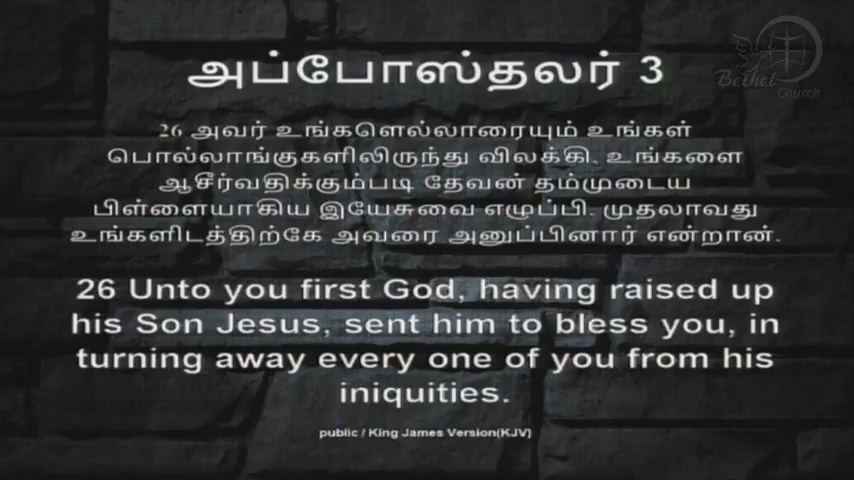 Bethel
Church
அப்போஸ்தலர் 3
26 அவர் உங்களெல்லாரையும் உங்கள்
பொல்லாங்குகளிலிருந்து விலக்கி, உங்களை
ஆசீர்வதிக்கும்படி தேவன் தம்முடைய
பிள்ளையாகிய இயேசுவை எழுப்பி, முதலாவது
உங்களிடத்திற்கே அவரை அனுப்பினார் என்றான்.
26 Unto you first God, having raised up
his Son Jesus, sent him to bless you, in
turning away every one of you from his
iniquities.
public / King James Version(KJV)